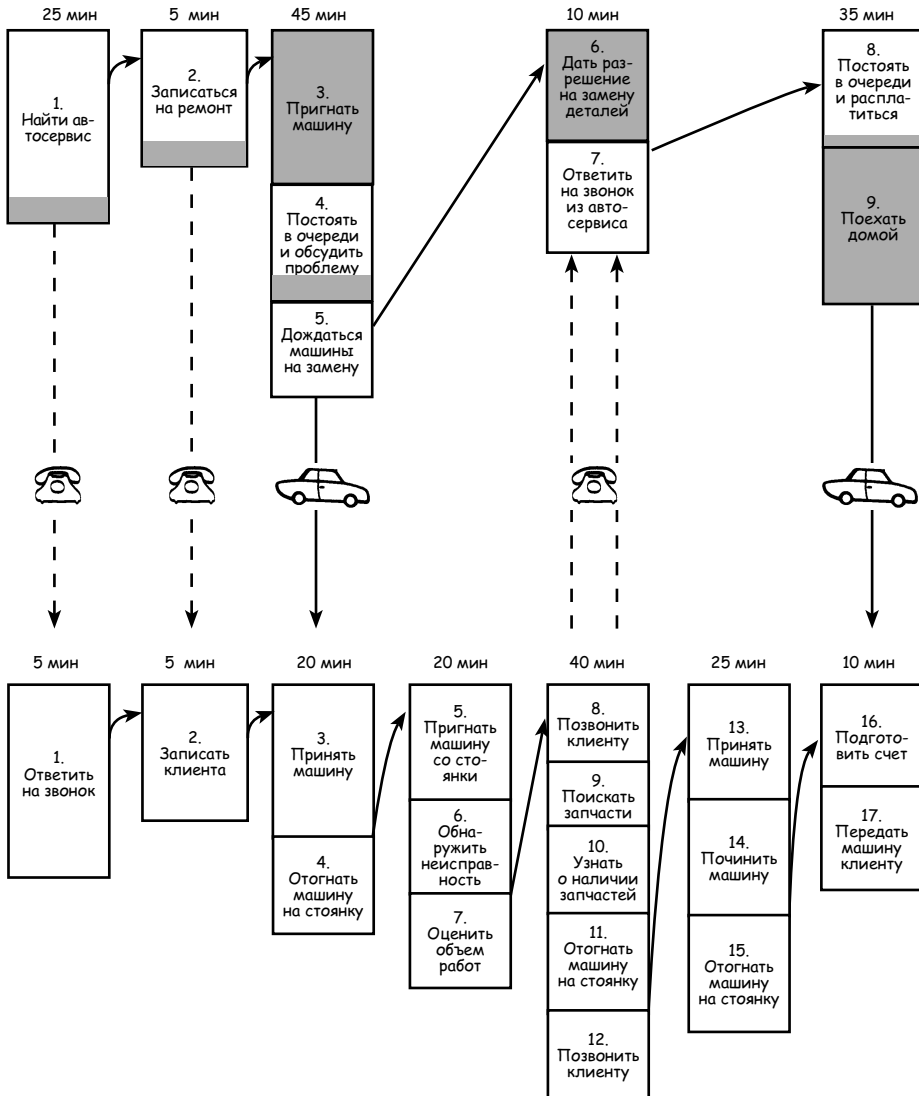 25 мин
5 мин
45 мин
10 мин
35 мин
1.
Найти ав-
тосервис
2.
Записаться
на ремонт
3.
Пригнать
машину
4.
Постоять
в очереди
и обсудить
проблему
5.
Дождаться
машины
на замену
6.
Дать раз-
решение
на замену
деталей
7.
Ответить
на звонок
из авто-
сервиса
8.
Постоять
в очереди
и распла-
титься
9.
Поехать
домой
5 мин
5 мин
20 мин
20 мин
40 мин
25 мин
10 мин
1.
Ответить
на звонок
2.
Записать
клиента
3.
Принять
машину
4.
Отогнать
машину
на стоянку
5.
Пригнать
машину
со сто-
янки
6.
Обна-
ружить
неисправ-
ность
7.
Оценить
объем
работ
8.
Позвонить
клиенту
9.
Поискать
запчасти
10.
Узнать
о наличии
запчастей
11.
Отогнать
машину
на стоянку
12.
Позвонить
клиенту
13.
Принять
машину
14.
Починить
машину
15.
Отогнать
машину
на стоянку
16.
Подгото-
вить счет
17.
Передать
машину
клиенту